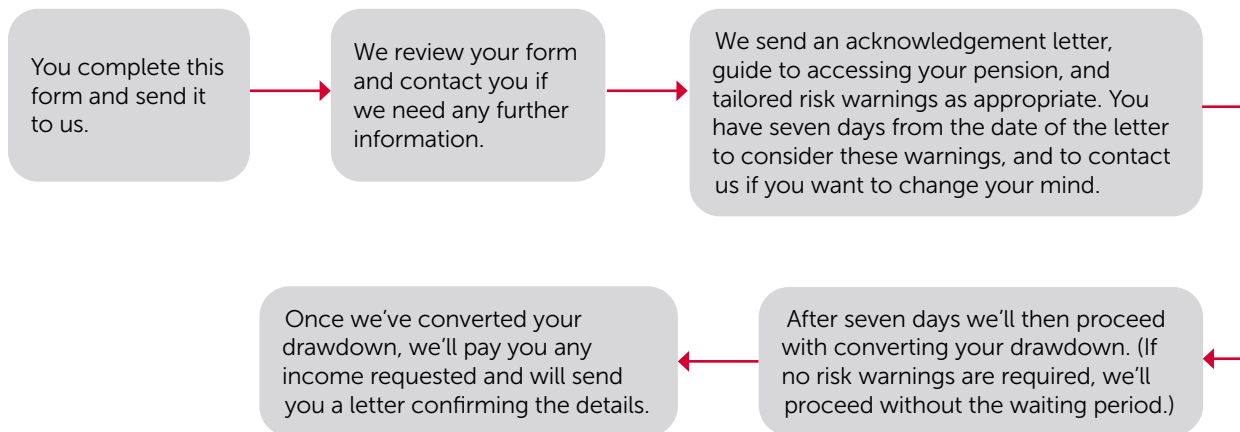 You complete this
form and send it
to us.
We review your form
and contact you if
we need any further
information.
We send an acknowledgement letter,
guide to accessing your pension, and
tailored risk warnings as appropriate. You
have seven days from the date of the letter
to consider these warnings, and to contact
us if you want to change your mind.
After seven days we’ll then proceed
with converting your drawdown. (If
no risk warnings are required, we’ll
proceed without the waiting period.)
Once we’ve converted your
drawdown, we’ll pay you any
income requested and will send
you a letter confirming the details.